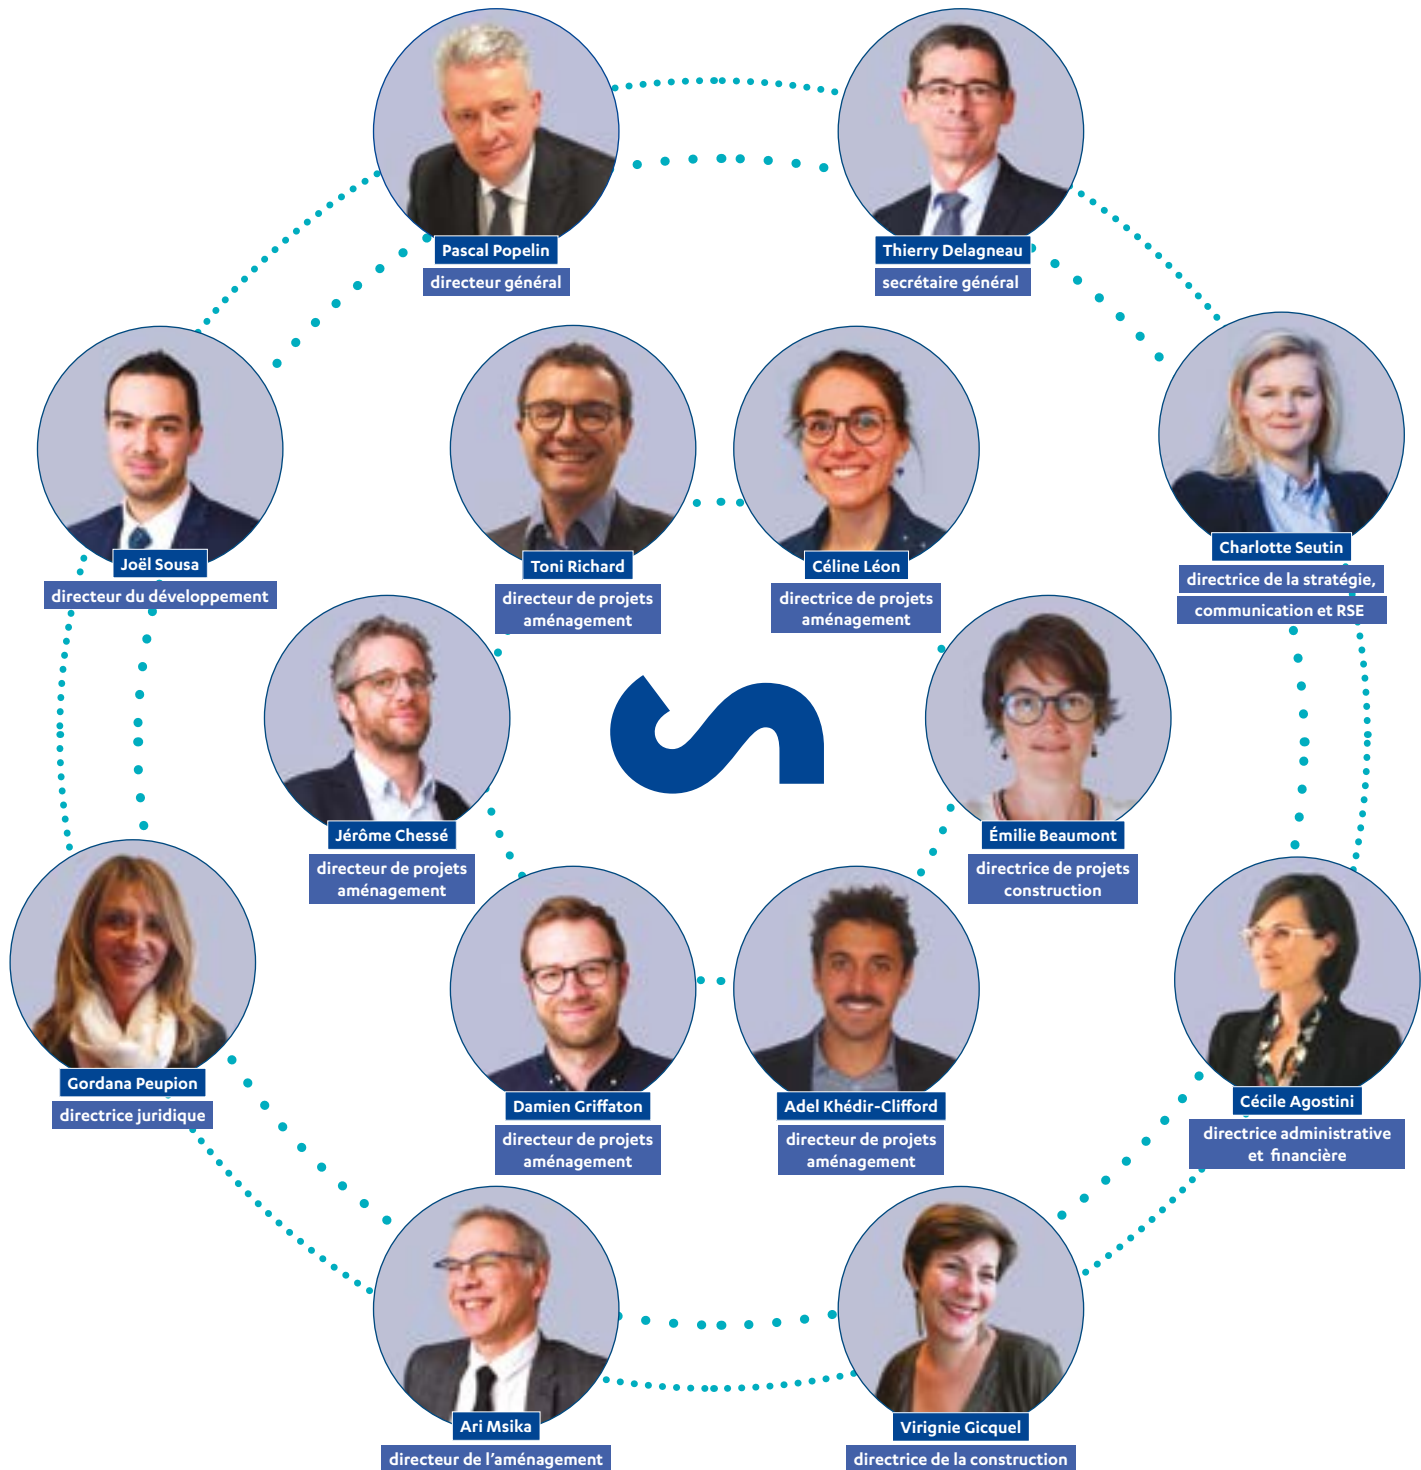 Pascal Popelin
directeur général
Thierry Delagneau
secrétaire général
Joël Sousa
directeur du développement
Toni Richard
directeur de projets
aménagement
Céline Léon
directrice de projets
aménagement
Charlotte Seutin
directrice de la stratégie,
communication et RSE
Jérôme Chessé
directeur de projets
aménagement
Émilie Beaumont
directrice de projets
construction
Gordana Peupion
directrice juridique
Damien Griffaton
directeur de projets
aménagement
Adel Khédir-Clifford
directeur de projets
aménagement
Cécile Agostini
directrice administrative
et financière
Ari Msika
directeur de l'aménagement
Virignie Gicquel
directrice de la construction